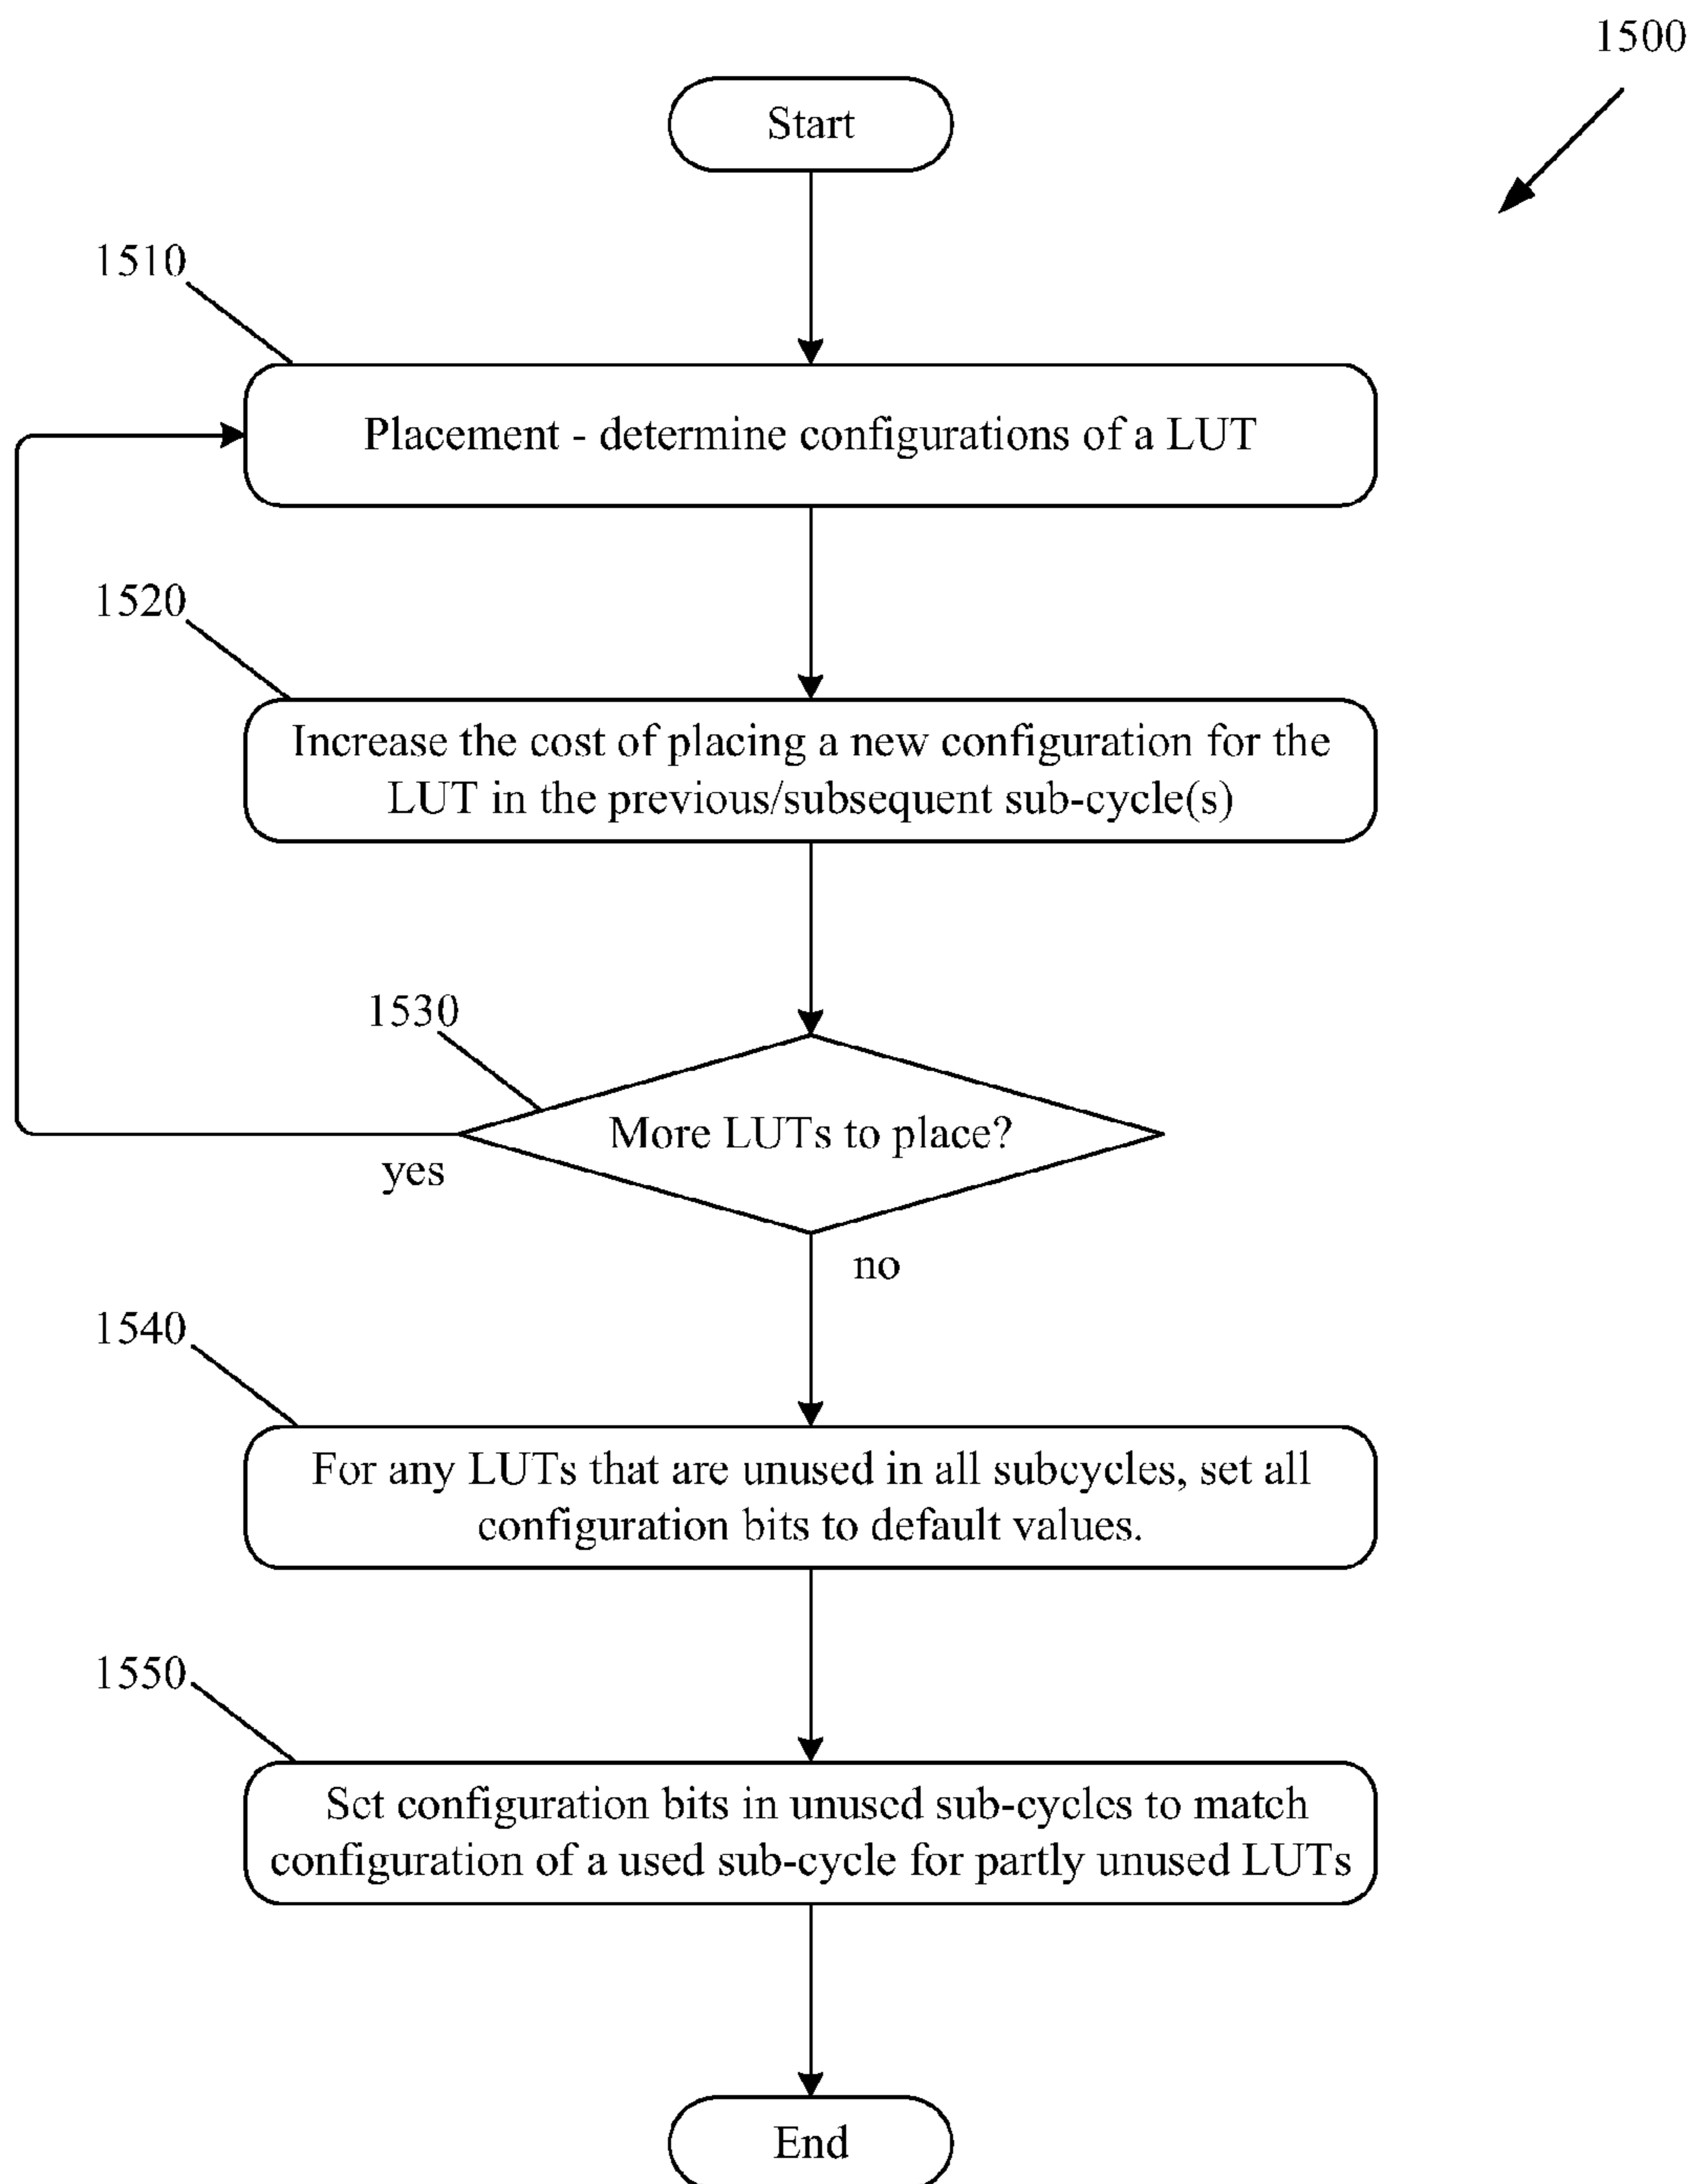 1500
Start
1510
Placement - determine configurations of a LUT
1520
Increase the cost of placing a new configuration for the
LUT in the previous/subsequent sub-cycle(s)
1530
More LUTs to place?
yes
no
1540
For any LUTs that are unused in all subcycles, set all
configuration bits to default values.
1550
Set configuration bits in unused sub-cycles to match
configuration of a used sub-cycle for partly unused LUTs
End